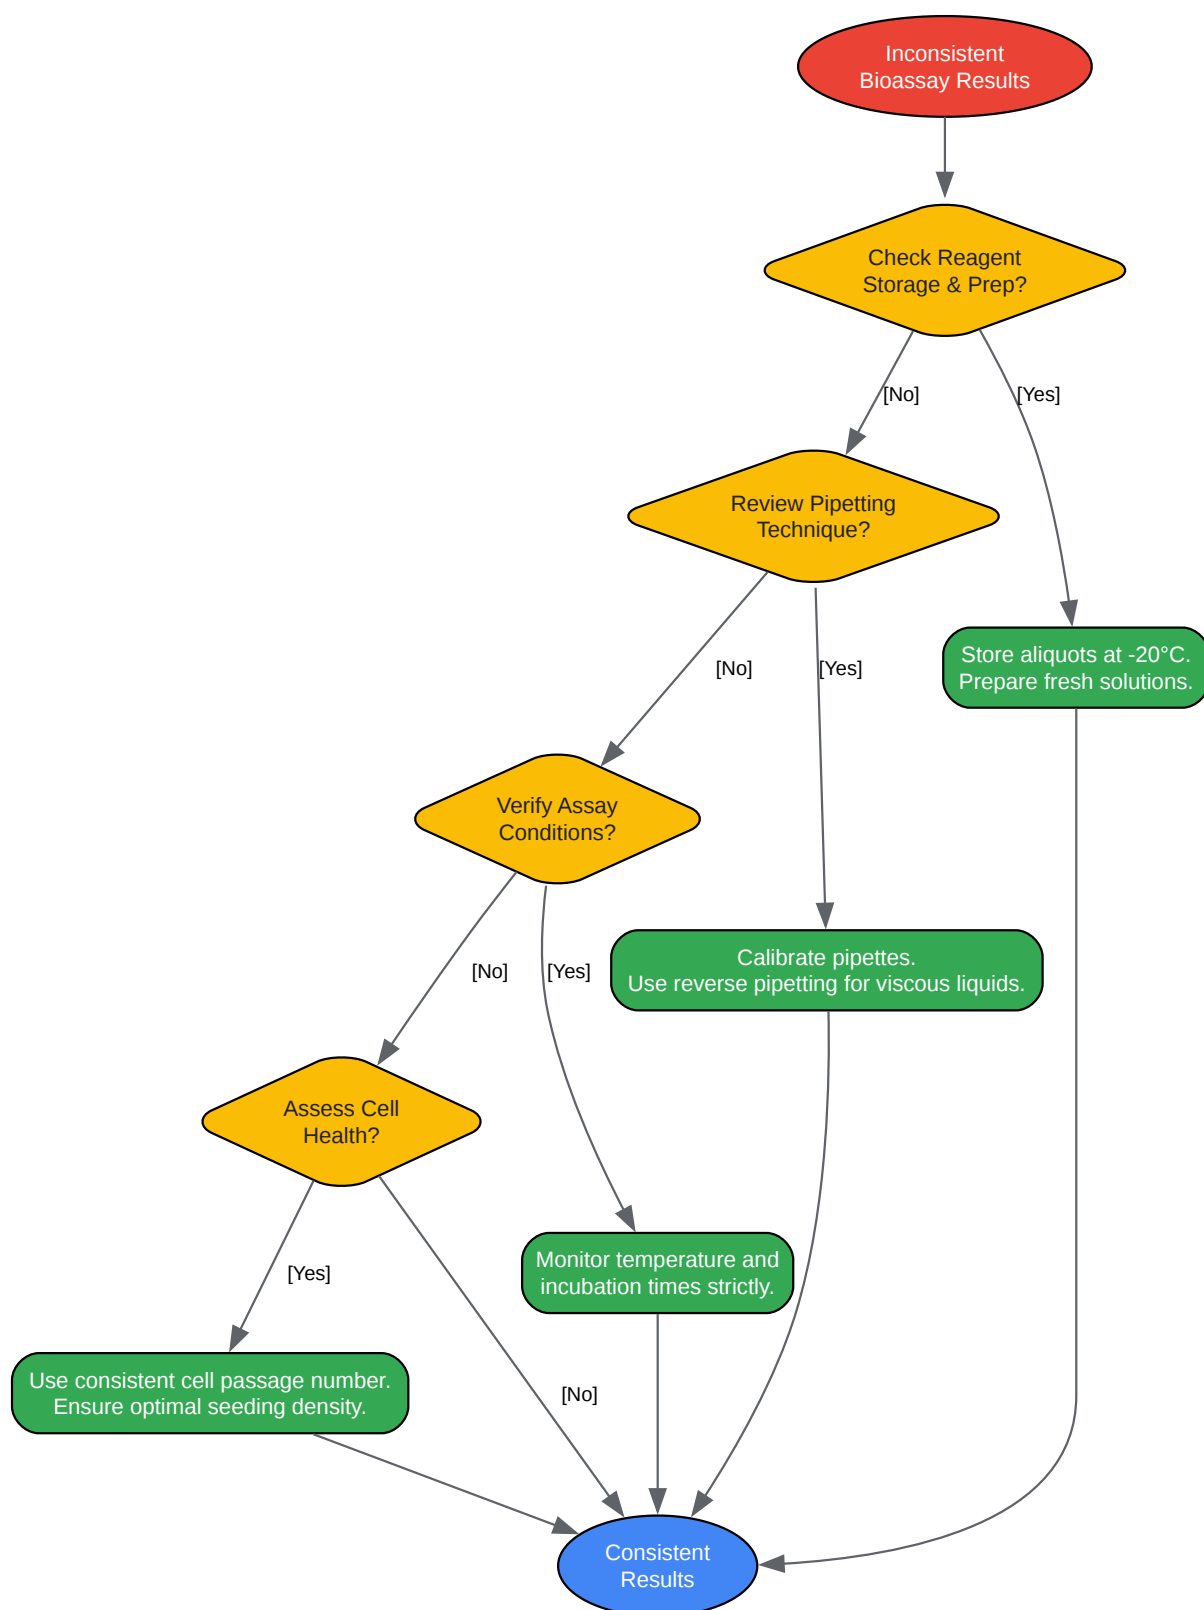 Inconsistent
Bioassay Results
Check Reagent
Storage & Prep?
[No]
[Yes]
Review Pipetting
Technique?
[No]
[Yes]
Store aliquots at -20°C.
Prepare fresh solutions.
Verify Assay
Conditions?
[No]
[Yes]
Calibrate pipettes.
Use reverse pipetting for viscous liquids.
Assess Cell
Health?
[Yes]
[No]
Monitor temperature and
incubation times strictly.
Use consistent cell passage number.
Ensure optimal seeding density.
Consistent
Results